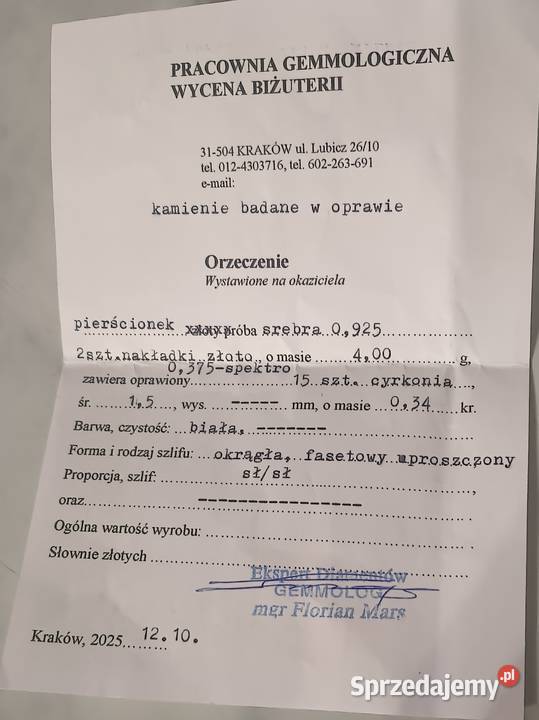 PRACOWNIA GEMMOLOGICZNA
WYCENA BIŻUTERII
31-504 KRAKÓW ul. Lubicz 26/10
tel. 012-4303716, tel. 602-263-691
e-mail:
kamienie badane w oprawie
Orzeczenie
Wystawione na okaziciela
pierścionek xxxxx próba srebra 0,925
2szt.nakładki złoto o masie 4,00 g,
0,375-spektro
zawiera oprawiony 15 szt. cyrkonia,
śr. 1,5, wys. ----- mm, o masie 0,34 kr.
Barwa, czystość: biała, -------
Forma i rodzaj szlifu: okrągła, fasetowy uproszczony
Proporcja, szlif: sł/sł,
oraz ----------------
Ogólna wartość wyrobu:
Słownie złotych
Ekspert Diamentów
GEMMOLOG
mgr Florian Mars
Kraków, 2025 12.10.
Sprzedajemy.pl